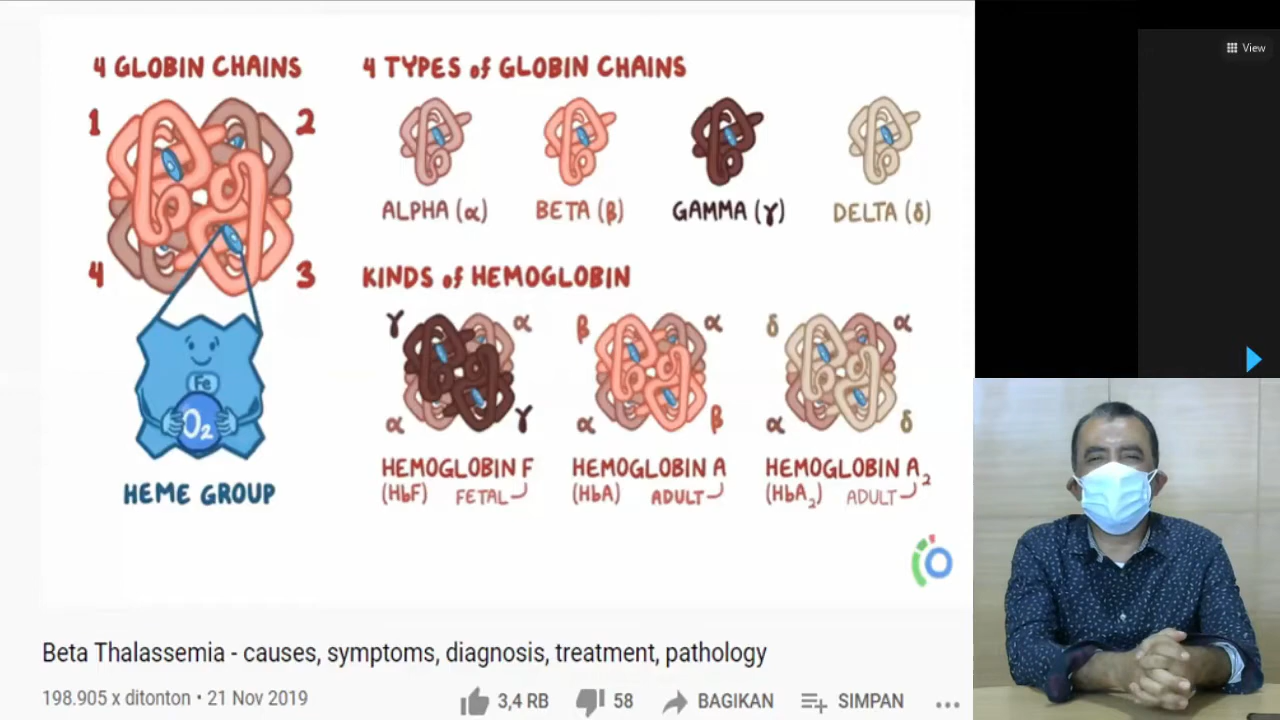 4 GLOBIN CHAINS
1
2
4
3
Fe
O2
HEME GROUP
4 TYPES of GLOBIN CHAINS
ALPHA (α)
BETA (β)
GAMMA (γ)
DELTA (δ)
KINDS of HEMOGLOBIN
γ
α
α
γ
HEMOGLOBIN F
(HbF) FETAL
β
α
α
β
HEMOGLOBIN A
(HbA) ADULT
δ
α
α
δ
HEMOGLOBIN A2
(HbA2) ADULT
Beta Thalassemia - causes, symptoms, diagnosis, treatment, pathology
198.905 x ditonton • 21 Nov 2019
3,4 RB
58
BAGIKAN
SIMPAN
View